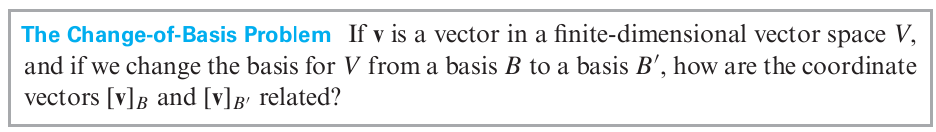 The Change-of-Basis Problem If v is a vector in a finite-dimensional vector space V,
and if we change the basis for V from a basis B to a basis B′, how are the coordinate
vectors [v]B and [v]B′ related?